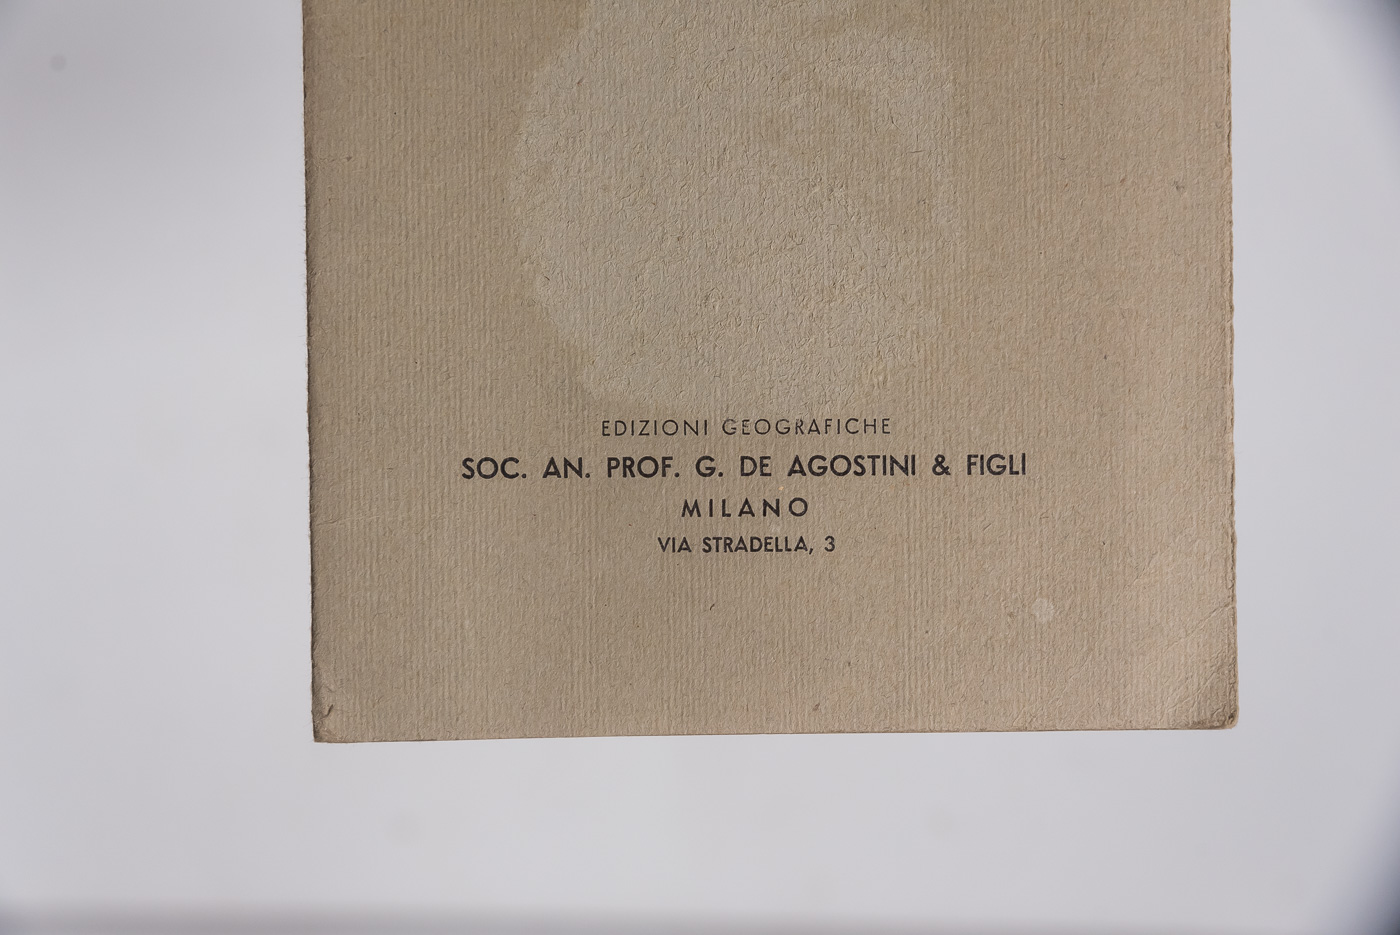 EDIZIONI GEOGRAFICHE
SOC. AN. PROF. G. DE AGOSTINI & FIGLI
MILANO
VIA STRADELLA, 3